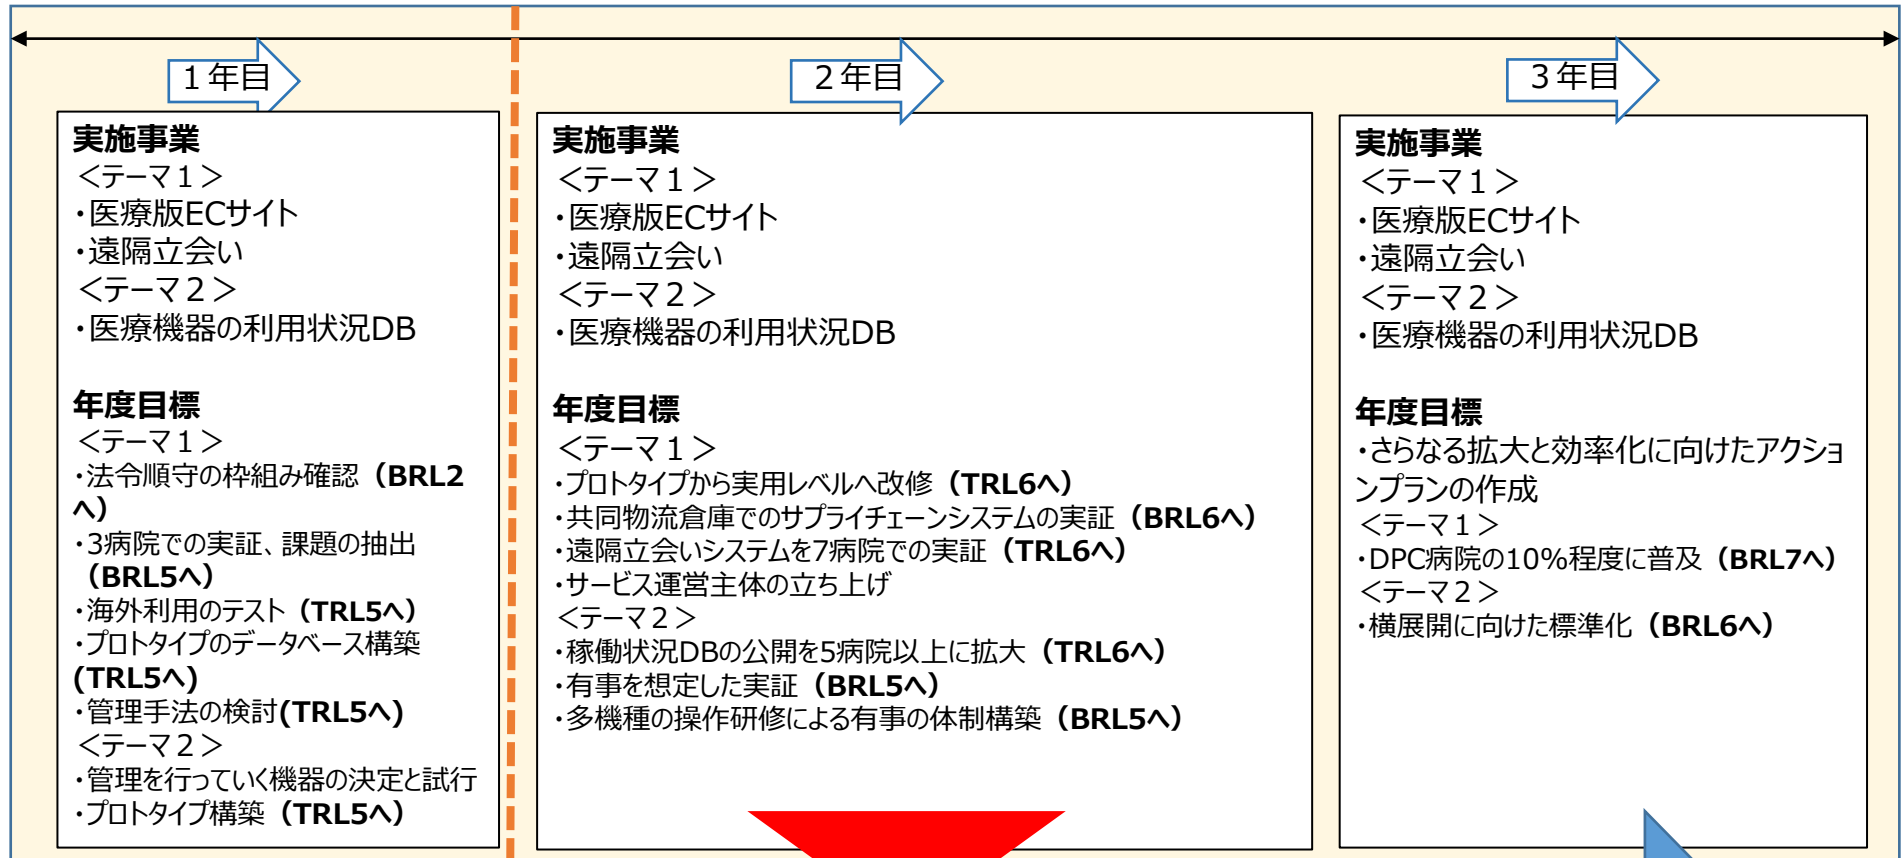 1年目
実施事業
＜テーマ1＞
・医療版ECサイト
・遠隔立会い
＜テーマ2＞
・医療機器の利用状況DB
年度目標
＜テーマ1＞
・法令順守の枠組み確認（BRL2
へ）
・3病院での実証、課題の抽出
（BRL5へ）
・海外利用のテスト（TRL5へ）
・プロトタイプのデータベース構築
(TRL5へ)
・管理手法の検討(TRL5へ)
＜テーマ2＞
・管理を行っていく機器の決定と試行
・プロトタイプ構築（TRL5へ）
2年目
実施事業
＜テーマ1＞
・医療版ECサイト
・遠隔立会い
＜テーマ2＞
・医療機器の利用状況DB
年度目標
＜テーマ1＞
・プロトタイプから実用レベルへ改修（TRL6へ）
・共同物流倉庫でのサプライチェーンシステムの実証（BRL6へ）
・遠隔立会いシステムを7病院での実証（TRL6へ）
・サービス運営主体の立ち上げ
＜テーマ2＞
・稼働状況DBの公開を5病院以上に拡大（TRL6へ）
・有事を想定した実証（BRL5へ）
・多機種の操作研修による有事の体制構築（BRL5へ）
3年目
実施事業
＜テーマ1＞
・医療版ECサイト
・遠隔立会い
＜テーマ2＞
・医療機器の利用状況DB
年度目標
・さらなる拡大と効率化に向けたアクショ
ンプランの作成
＜テーマ1＞
・DPC病院の10%程度に普及（BRL7へ）
＜テーマ2＞
・横展開に向けた標準化（BRL6へ）